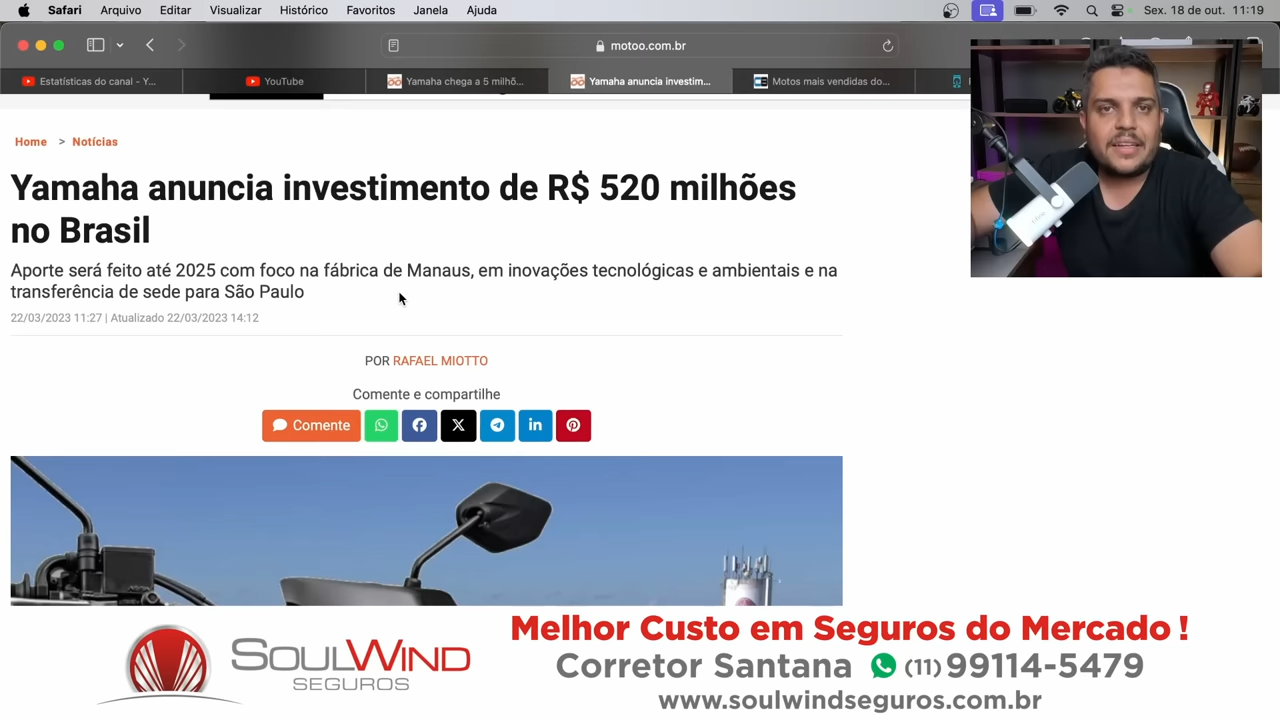 Safari Arquivo Editar Visualizar Histórico Favoritos Janela Ajuda Sex. 18 de out. 11:19
motoo.com.br
Estatísticas do canal - Y...
YouTube
Yamaha chega a 5 milhõ...
Yamaha anuncia investim...
Motos mais vendidas do...
Home > Notícias
Yamaha anuncia investimento de R$ 520 milhões
no Brasil
Aporte será feito até 2025 com foco na fábrica de Manaus, em inovações tecnológicas e ambientais e na
transferência de sede para São Paulo
22/03/2023 11:27 | Atualizado 22/03/2023 14:12
POR RAFAEL MIOTTO
Comente e compartilhe
Comente
SOULWIND
SEGUROS
Melhor Custo em Seguros do Mercado !
Corretor Santana (11) 99114-5479
www.soulwindseguros.com.br